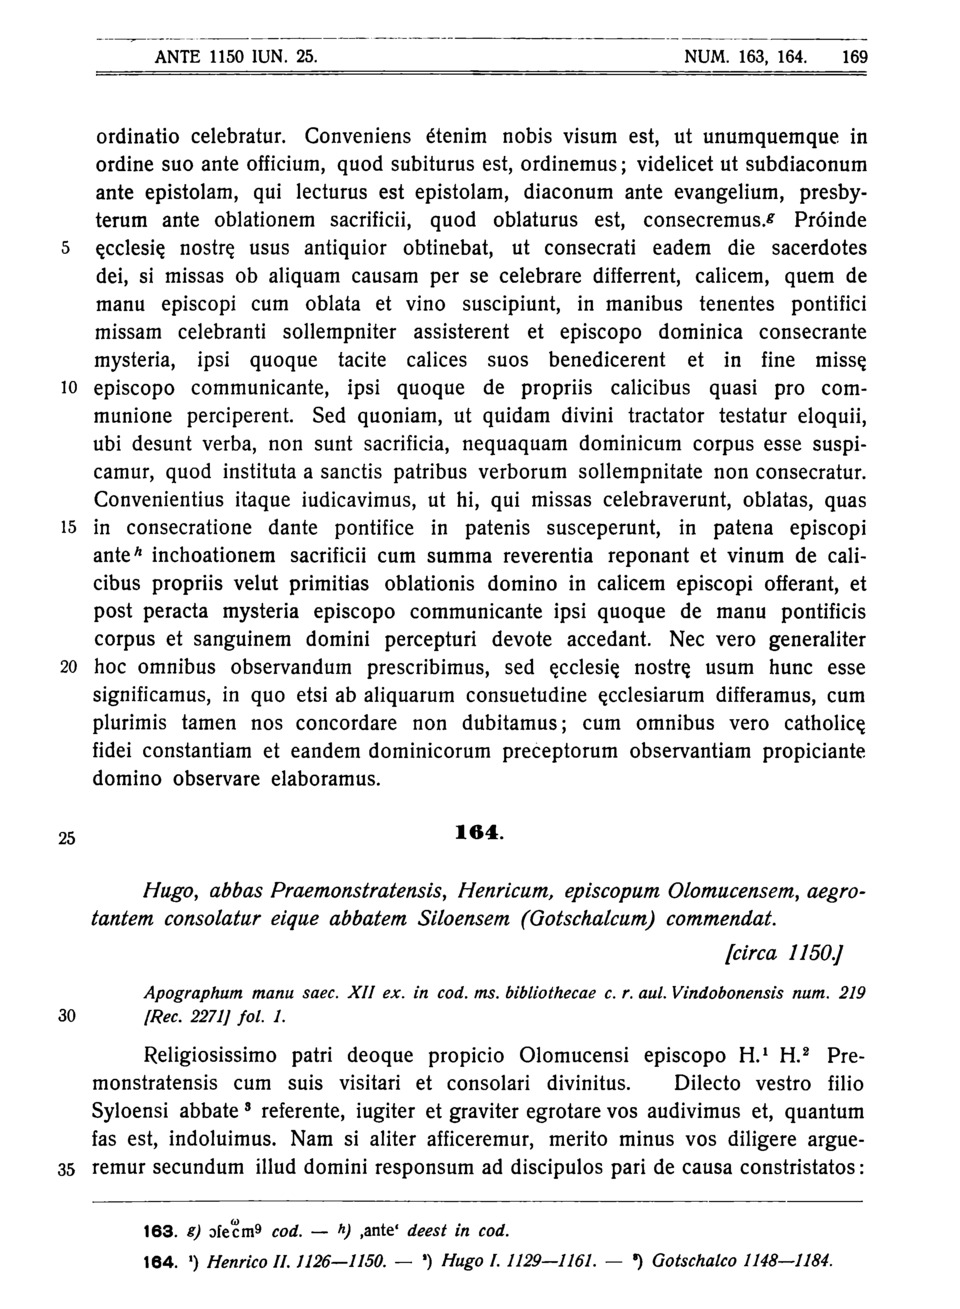 ANTE 1150 IUN. 25. NUM. 163, 164. 169
ordinatio celebratur. Conveniens étenim nobis visum est, ut unumquemque in
ordine suo ante officium, quod subiturus est, ordinemus; videlicet ut subdiaconum
ante epistolam, qui lecturus est epistolam, diaconum ante evangelium, presby-
terum ante oblationem sacrificii, quod oblaturus est, consecremus.g Próinde
5 ęcclesię nostrę usus antiquior obtinebat, ut consecrati eadem die sacerdotes
dei, si missas ob aliquam causam per se celebrare differrent, calicem, quem de
manu episcopi cum oblata et vino suscipiunt, in manibus tenentes pontifici
missam celebranti sollempniter assisterent et episcopo dominica consecrante
mysteria, ipsi quoque tacite calices suos benedicerent et in fine missę
10 episcopo communicante, ipsi quoque de propriis calicibus quasi pro com-
munione perciperent. Sed quoniam, ut quidam divini tractator testatur eloquii,
ubi desunt verba, non sunt sacrificia, nequaquam dominicum corpus esse suspi-
camur, quod instituta a sanctis patribus verborum sollempnitate non consecratur.
Convenientius itaque iudicavimus, ut hi, qui missas celebraverunt, oblatas, quas
15 in consecratione dante pontifice in patenis susceperunt, in patena episcopi
ante h inchoationem sacrificii cum summa reverentia reponant et vinum de cali-
cibus propriis velut primitias oblationis domino in calicem episcopi offerant, et
post peracta mysteria episcopo communicante ipsi quoque de manu pontificis
corpus et sanguinem domini percepturi devote accedant. Nec vero generaliter
20 hoc omnibus observandum prescribimus, sed ęcclesię nostrę usum hunc esse
significamus, in quo etsi ab aliquarum consuetudine ęcclesiarum differamus, cum
plurimis tamen nos concordare non dubitamus; cum omnibus vero catholicę
fidei constantiam et eandem dominicorum preceptorum observantiam propiciante
domino observare elaboramus.
25 164.
Hugo, abbas Praemonstratensis, Henricum, episcopum Olomucensem, aegro-
tantem consolatur eique abbatem Siloensem (Gotschalcum) commendat.
[circa 1150.]
Apographum manu saec. XII ex. in cod. ms. bibliothecae c. r. aul. Vindobonensis num. 219
30 [Rec. 2271] fol. 1.
Religiosissimo patri deoque propicio Olomucensi episcopo H.¹ H.² Pre-
monstratensis cum suis visitari et consolari divinitus. Dilecto vestro filio
Syloensi abbate ³ referente, iugiter et graviter egrotare vos audivimus et, quantum
fas est, indoluimus. Nam si aliter afficeremur, merito minus vos diligere argue-
35 remur secundum illud domini responsum ad discipulos pari de causa constristatos:
163. g) cod. — h) ‚ante‘ deest in cod.
164. ¹) Henrico II. 1126—1150. — ²) Hugo I. 1129—1161. — ³) Gotschalco 1148—1184.